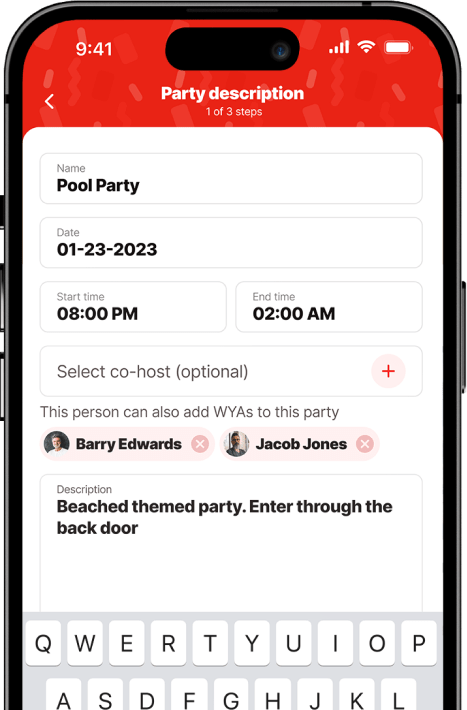 9:41
Party description
1 of 3 steps
Name
Pool Party
Date
01-23-2023
Start time
08:00 PM
End time
02:00 AM
Select co-host (optional)
+
This person can also add WYAs to this party
Barry Edwards
Jacob Jones
Description
Beached themed party. Enter through the
back door
Q W E R T Y U I O P
A S D F G H J K L